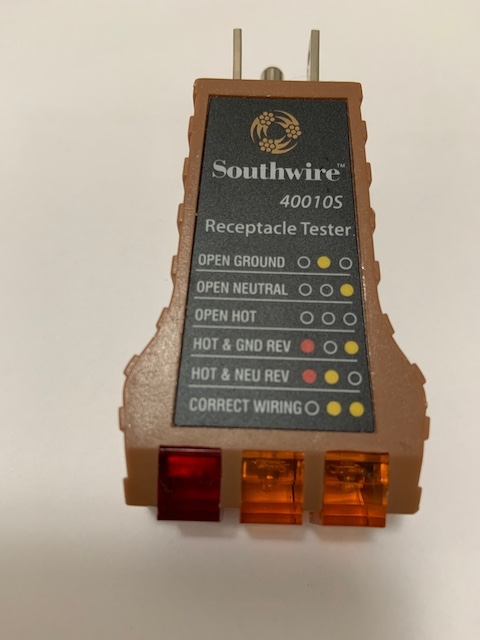 Southwire™
40010S
Receptacle Tester
OPEN GROUND
OPEN NEUTRAL
OPEN HOT
HOT & GND REV
HOT & NEU REV
CORRECT WIRING